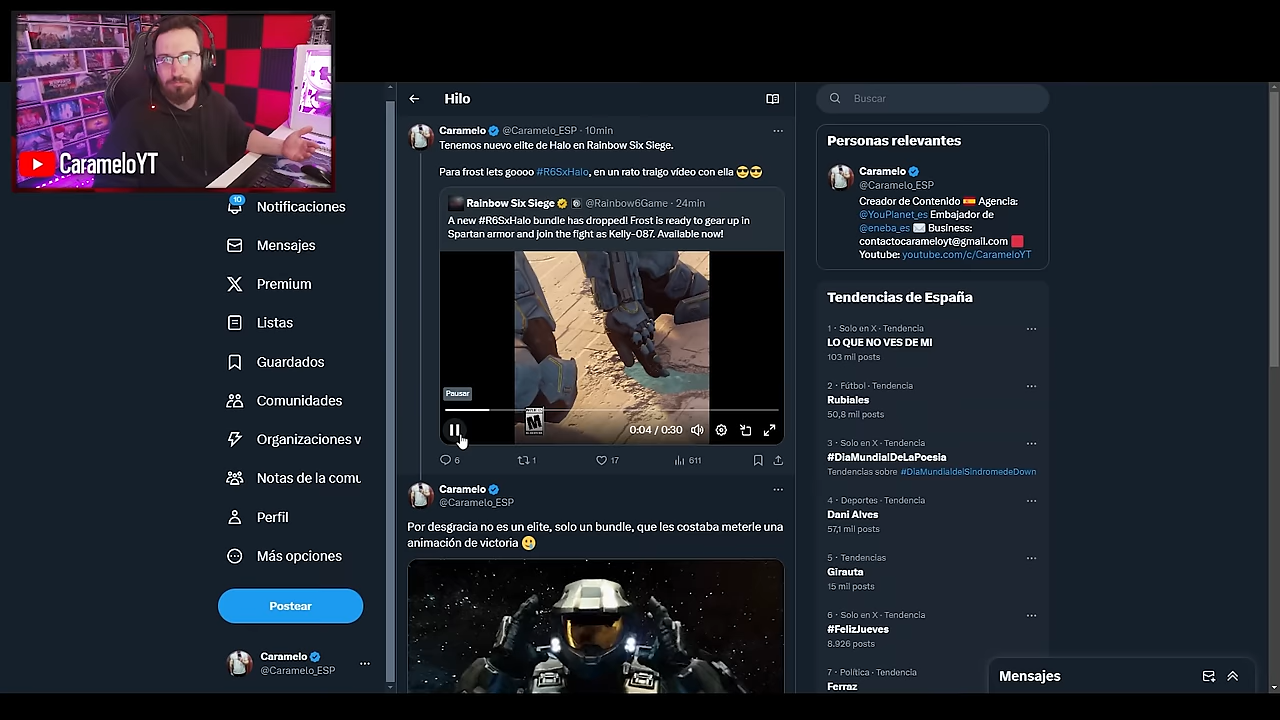 CarameloYT
10
Notificaciones
Mensajes
Premium
Listas
Guardados
Comunidades
Organizaciones v
Notas de la comu
Perfil
Más opciones
Postear
Caramelo
@Caramelo_ESP
Hilo
Caramelo @Caramelo_ESP · 10min
Tenemos nuevo elite de Halo en Rainbow Six Siege.
Para frost lets goooo #R6SxHalo, en un rato traigo vídeo con ella 😎😎
Rainbow Six Siege @Rainbow6Game · 24min
A new #R6SxHalo bundle has dropped! Frost is ready to gear up in
Spartan armor and join the fight as Kelly-087. Available now!
Pausar
M
0:04 / 0:30
6 1 17 611
Caramelo
@Caramelo_ESP
Por desgracia no es un elite, solo un bundle, que les costaba meterle una
animación de victoria 🙂
Buscar
Personas relevantes
Caramelo
@Caramelo_ESP
Creador de Contenido 🇪🇸 Agencia:
@YouPlanet_es Embajador de
@eneba_es ✉️ Business:
contactocarameloyt@gmail.com 🟥
Youtube: youtube.com/c/CarameloYT
Tendencias de España
1 · Solo en X · Tendencia
LO QUE NO VES DE MI
103 mil posts
2 · Fútbol · Tendencia
Rubiales
50,8 mil posts
3 · Solo en X · Tendencia
#DiaMundialDeLaPoesia
Tendencias sobre #DiaMundialdelSindromedeDown
4 · Deportes · Tendencia
Dani Alves
57,1 mil posts
5 · Tendencias
Girauta
15 mil posts
6 · Solo en X · Tendencia
#FelizJueves
8.926 posts
7 · Política · Tendencia
Ferraz
Mensajes